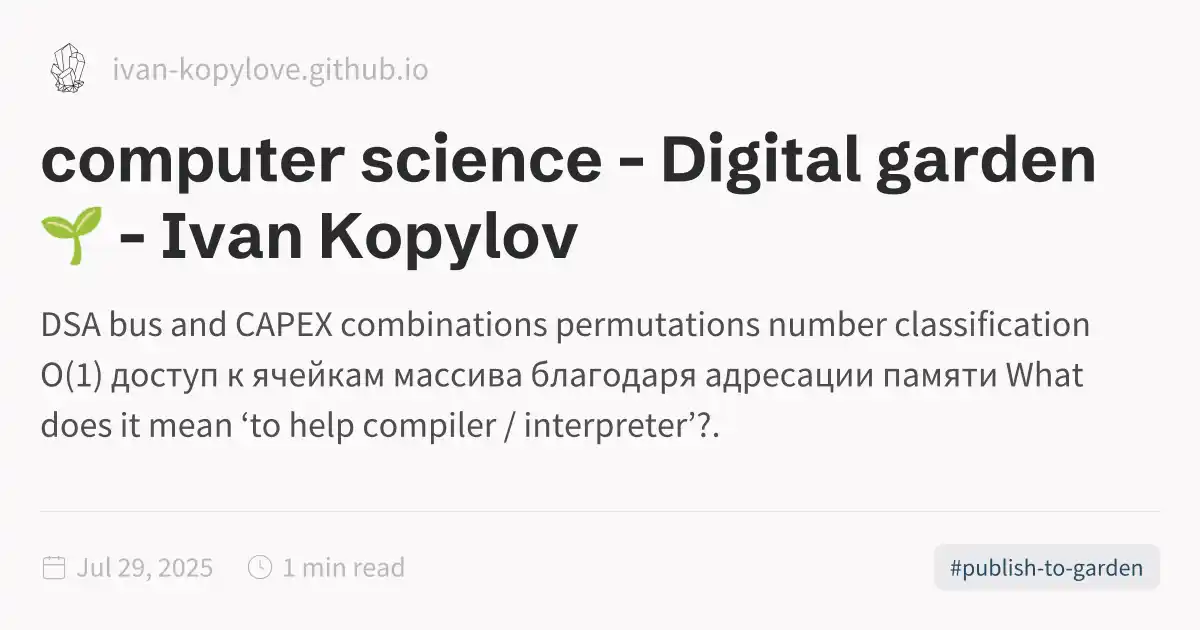 ivan-kopylove.github.io
computer science - Digital garden
🌱 - Ivan Kopylov
DSA bus and CAPEX combinations permutations number classification
O(1) доступ к ячейкам массива благодаря адресации памяти What
does it mean ‘to help compiler / interpreter’?.
Jul 29, 2025 1 min read
#publish-to-garden